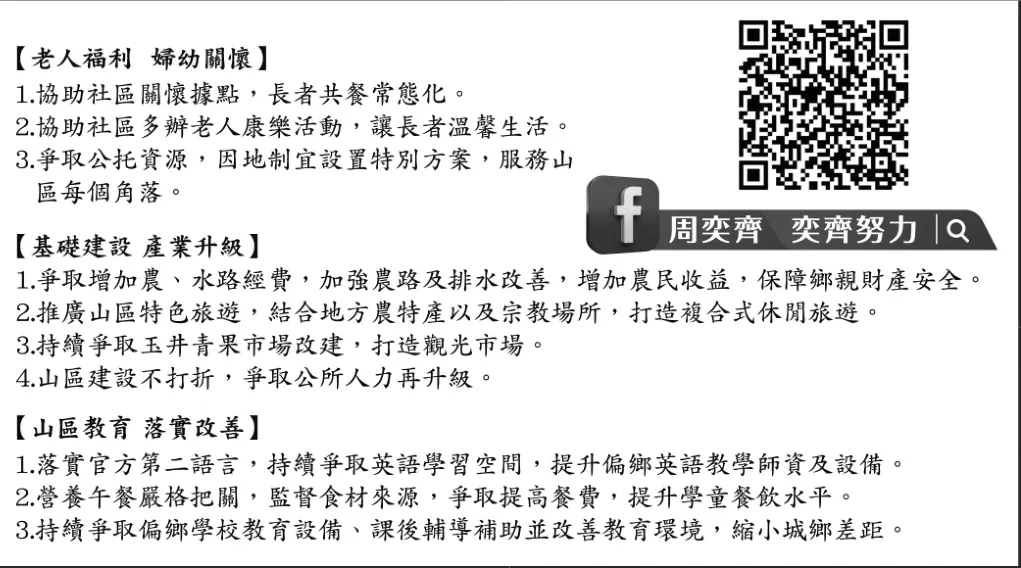 【老人福利 婦幼關懷】
1.協助社區關懷據點，長者共餐常態化。
2.協助社區多辦老人康樂活動，讓長者溫馨生活。
3.爭取公托資源，因地制宜設置特別方案，服務山
區每個角落。
f 周奕齊 奕齊努力
【基礎建設 產業升級】
1.爭取增加農、水路經費，加強農路及排水改善，增加農民收益，保障鄉親財產安全。
2.推廣山區特色旅遊，結合地方農特產以及宗教場所，打造複合式休閒旅遊。
3.持續爭取玉井青果市場改建，打造觀光市場。
4.山區建設不打折，爭取公所人力再升級。
【山區教育 落實改善】
1.落實官方第二語言，持續爭取英語學習空間，提升偏鄉英語教學師資及設備。
2.營養午餐嚴格把關，監督食材來源，爭取提高餐費，提升學童餐飲水平。
3.持續爭取偏鄉學校教育設備、課後輔導補助並改善教育環境，縮小城鄉差距。